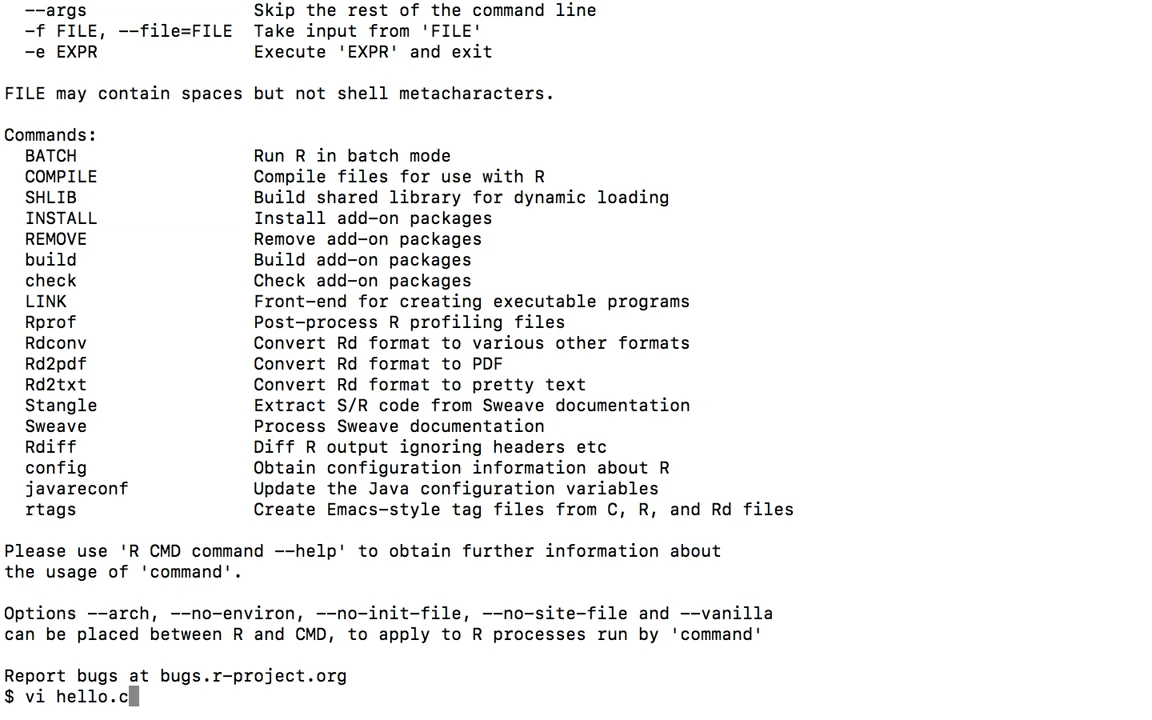 --args                Skip the rest of the command line
-f FILE, --file=FILE  Take input from 'FILE'
-e EXPR               Execute 'EXPR' and exit
FILE may contain spaces but not shell metacharacters.
Commands:
BATCH                 Run R in batch mode
COMPILE               Compile files for use with R
SHLIB                 Build shared library for dynamic loading
INSTALL               Install add-on packages
REMOVE                Remove add-on packages
build                 Build add-on packages
check                 Check add-on packages
LINK                  Front-end for creating executable programs
Rprof                 Post-process R profiling files
Rdconv                Convert Rd format to various other formats
Rd2pdf                Convert Rd format to PDF
Rd2txt                Convert Rd format to pretty text
Stangle               Extract S/R code from Sweave documentation
Sweave                Process Sweave documentation
Rdiff                 Diff R output ignoring headers etc
config                Obtain configuration information about R
javareconf            Update the Java configuration variables
rtags                 Create Emacs-style tag files from C, R, and Rd files
Please use 'R CMD command --help' to obtain further information about
the usage of 'command'.
Options --arch, --no-environ, --no-init-file, --no-site-file and --vanilla
can be placed between R and CMD, to apply to R processes run by 'command'
Report bugs at bugs.r-project.org
$ vi hello.c